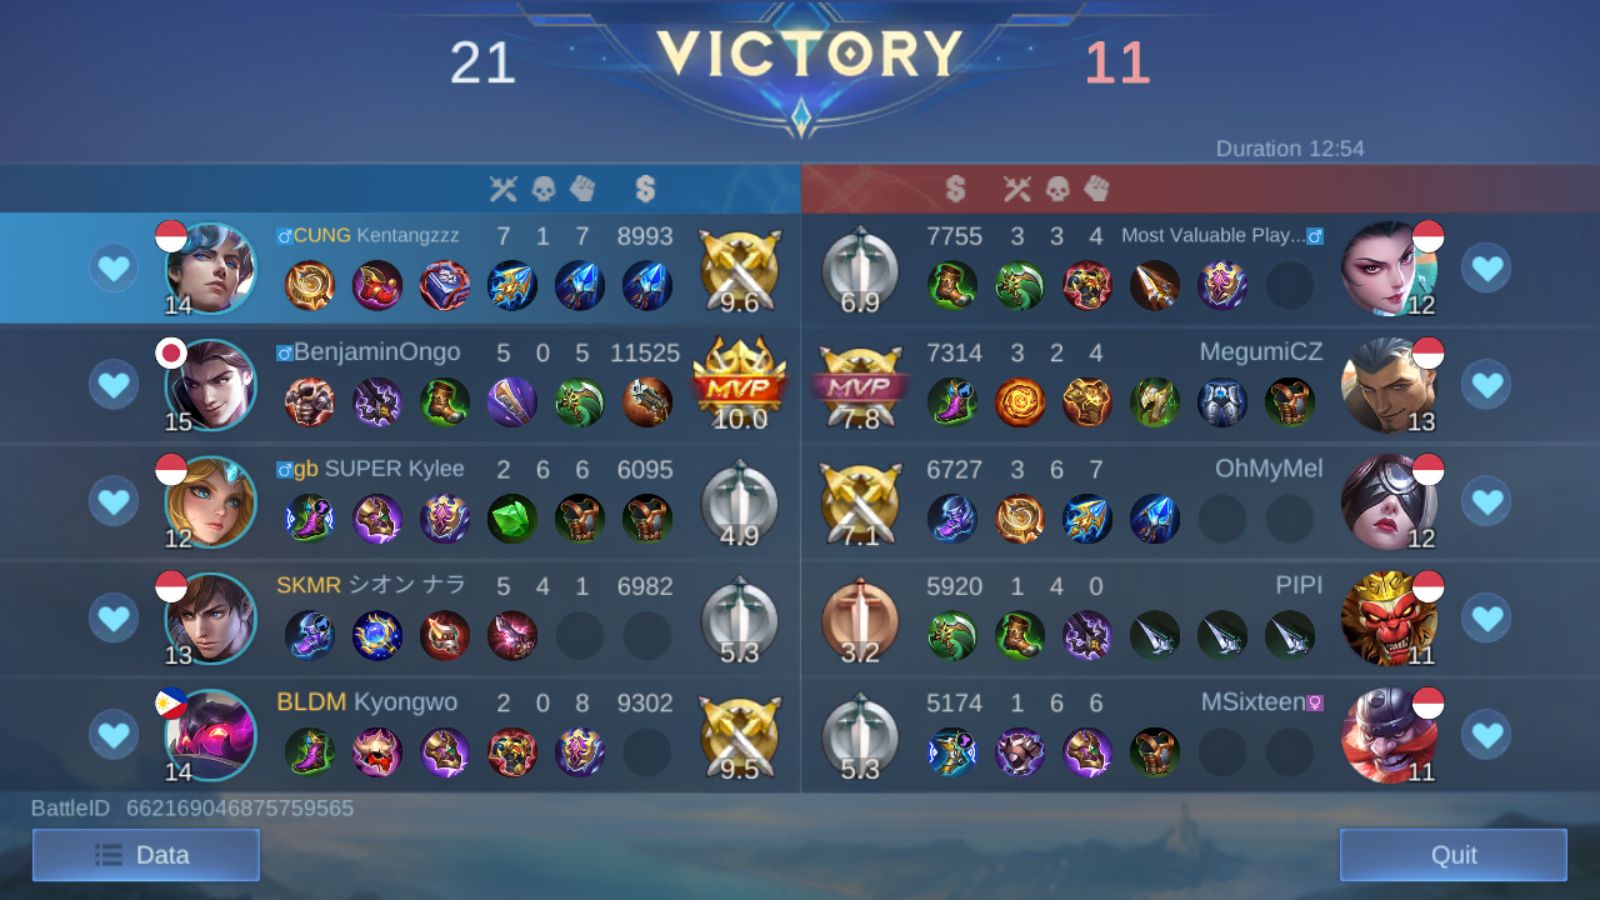 21 VICTORY 11
Duration 12:54
CUNG Kentangzzz 7 1 7 8993
14 9.6
7755 3 3 4 Most Valuable Play...
6.9 12
BenjaminOngo 5 0 5 11525
15 MVP 10.0
7314 3 2 4 MegumiCZ
MVP 7.8 13
gb SUPER Kylee 2 6 6 6095
12 4.9
6727 3 6 7 OhMyMel
7.1 12
SKMR シオン ナラ 5 4 1 6982
13 5.3
5920 1 4 0 PIPI
3.2 11
BLDM Kyongwo 2 0 8 9302
14 9.5
5174 1 6 6 MSixteen
5.3 11
BattleID 662169046875759565
Data
Quit